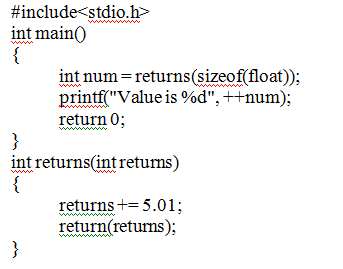 #include<stdio.h>
int main()
{
int num = returns(sizeof(float));
printf("Value is %d", ++num);
return 0;
}
int returns(int returns)
{
returns += 5.01;
return(returns);
}